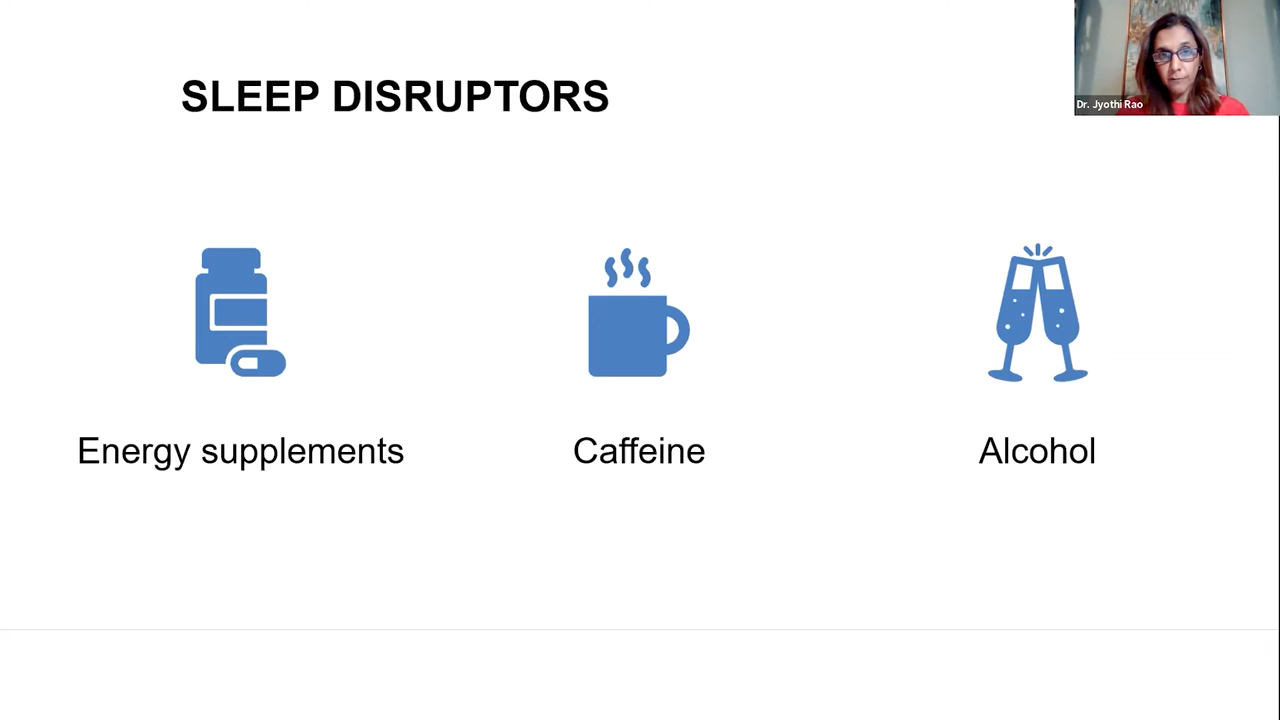 SLEEP DISRUPTORS
Dr. Jyothi Rao
Energy supplements
Caffeine
Alcohol